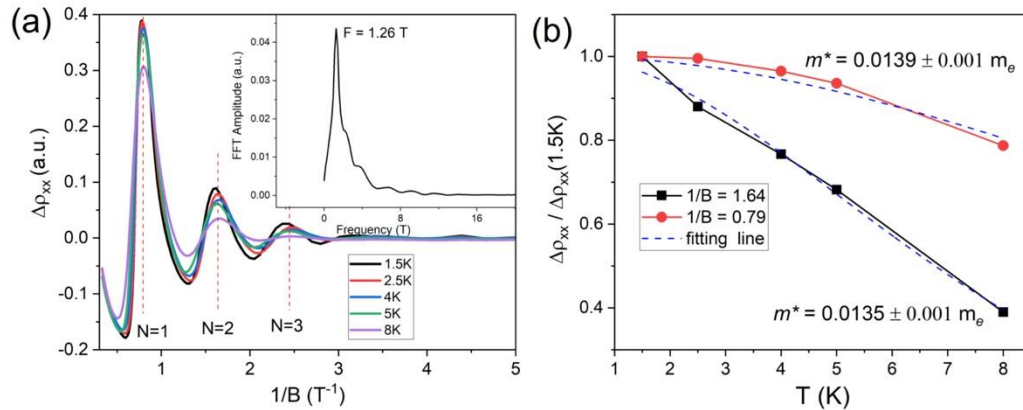 (a)
F = 1.26 T
FFT Amplitude (a.u.)
0.04
0.03
0.02
0.01
0.00
0
16
Frequency (T)
Δρxx (a.u.)
0.4
0.3
0.2
0.1
0.0
-0.1
-0.2
N=1
N=2
N=3
1.5K
2.5K
4K
5K
8K
1
2
3
4
5
1/B (T⁻¹)
(b)
m* = 0.0139 ± 0.001 mₑ
Δρxx / Δρxx(1.5K)
1.0
0.8
0.6
0.4
1/B = 1.64
1/B = 0.79
fitting line
m* = 0.0135 ± 0.001 mₑ
1
2
3
4
5
6
7
8
T (K)